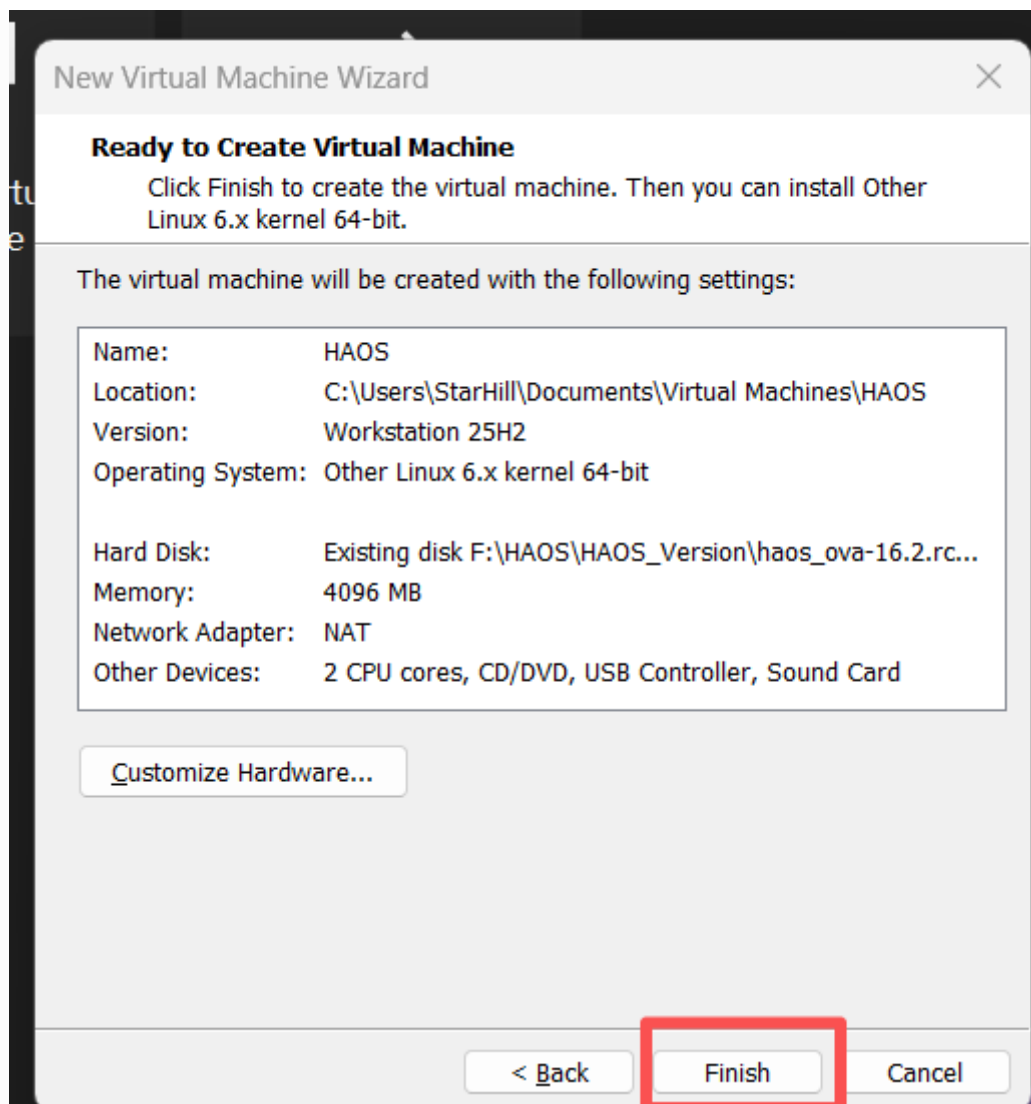 New Virtual Machine Wizard
Ready to Create Virtual Machine
Click Finish to create the virtual machine. Then you can install Other
Linux 6.x kernel 64-bit.
The virtual machine will be created with the following settings:
Name: HAOS
Location: C:\Users\StarHill\Documents\Virtual Machines\HAOS
Version: Workstation 25H2
Operating System: Other Linux 6.x kernel 64-bit
Hard Disk: Existing disk F:\HAOS\HAOS_Version\haos_ova-16.2.rc...
Memory: 4096 MB
Network Adapter: NAT
Other Devices: 2 CPU cores, CD/DVD, USB Controller, Sound Card
Customize Hardware...
< Back Finish Cancel